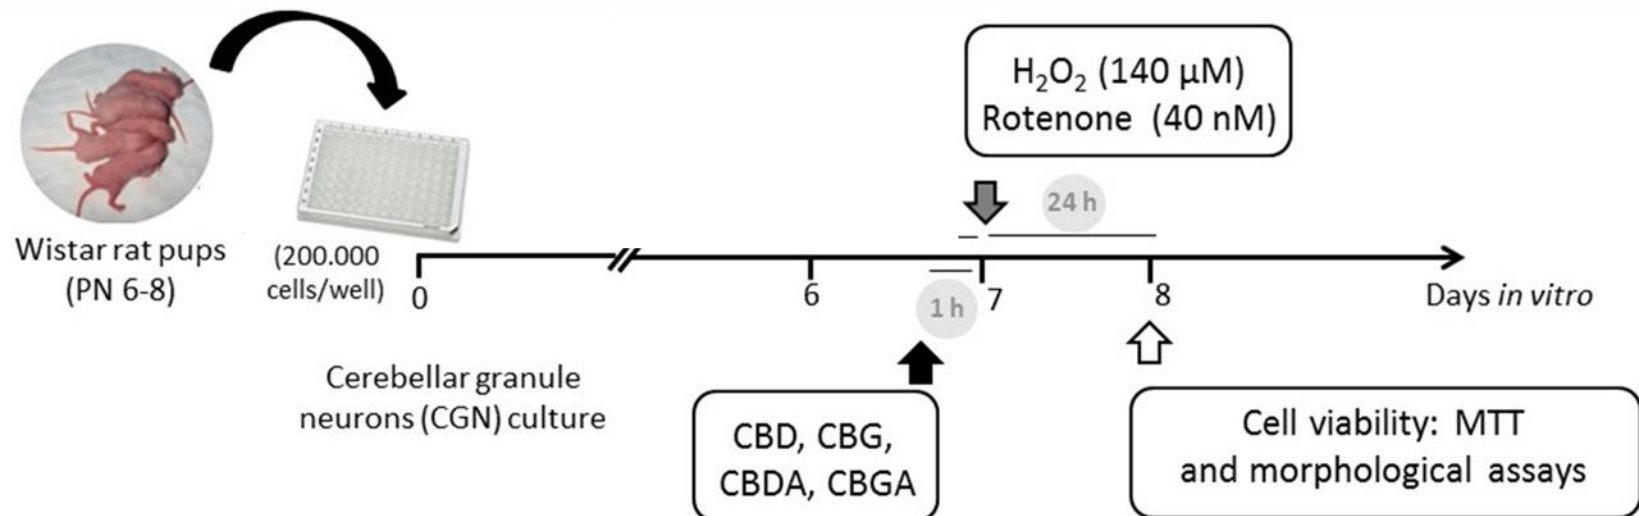 H₂O₂ (140 µM)
Rotenone (40 nM)
24 h
Wistar rat pups
(PN 6-8)
(200.000
cells/well)
0
6
1 h
7
8
Days in vitro
Cerebellar granule
neurons (CGN) culture
CBD, CBG,
CBDA, CBGA
Cell viability: MTT
and morphological assays